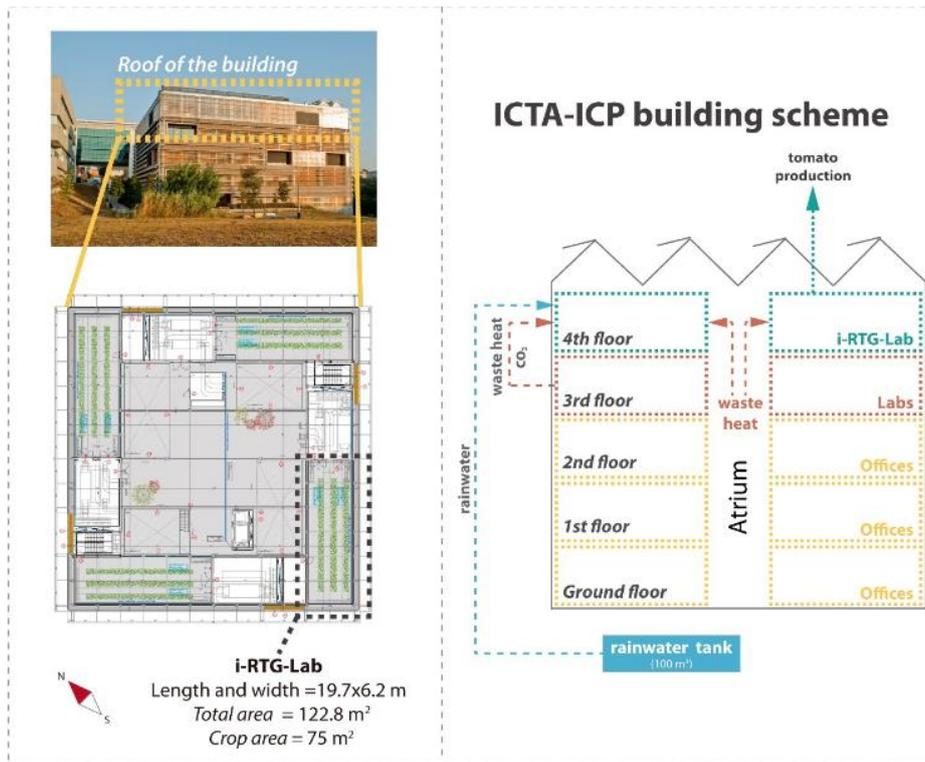 Roof of the building
i-RTG-Lab
Length and width =19.7x6.2 m
Total area = 122.8 m²
Crop area = 75 m²
N
S
ICTA-ICP building scheme
tomato
production
rainwater
waste heat
CO₂
4th floor
i-RTG-Lab
3rd floor
Labs
waste
heat
2nd floor
Offices
Atrium
1st floor
Offices
Ground floor
Offices
rainwater tank
(100 m³)